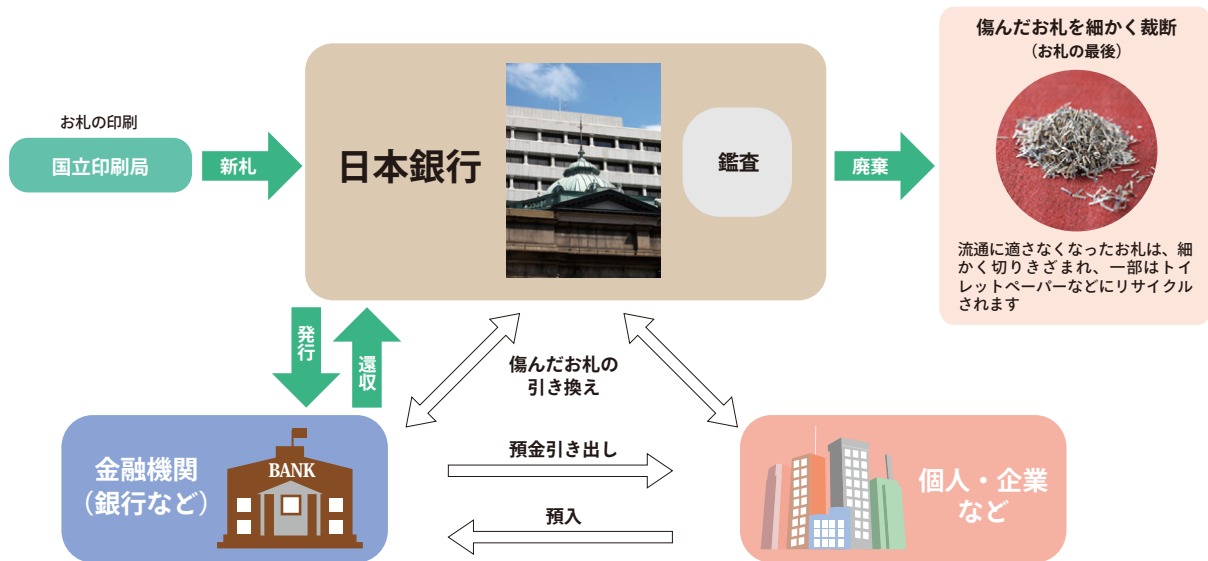 お札の印刷
国立印刷局
新札
日本銀行
鑑査
廃棄
傷んだお札を細かく裁断
（お札の最後）
流通に適さなくなったお札は、細
かく切りきざまれ、一部はトイ
レットペーパーなどにリサイクル
されます
発行
還収
傷んだお札の
引き換え
金融機関
（銀行など）
BANK
預金引き出し
預入
個人・企業
など